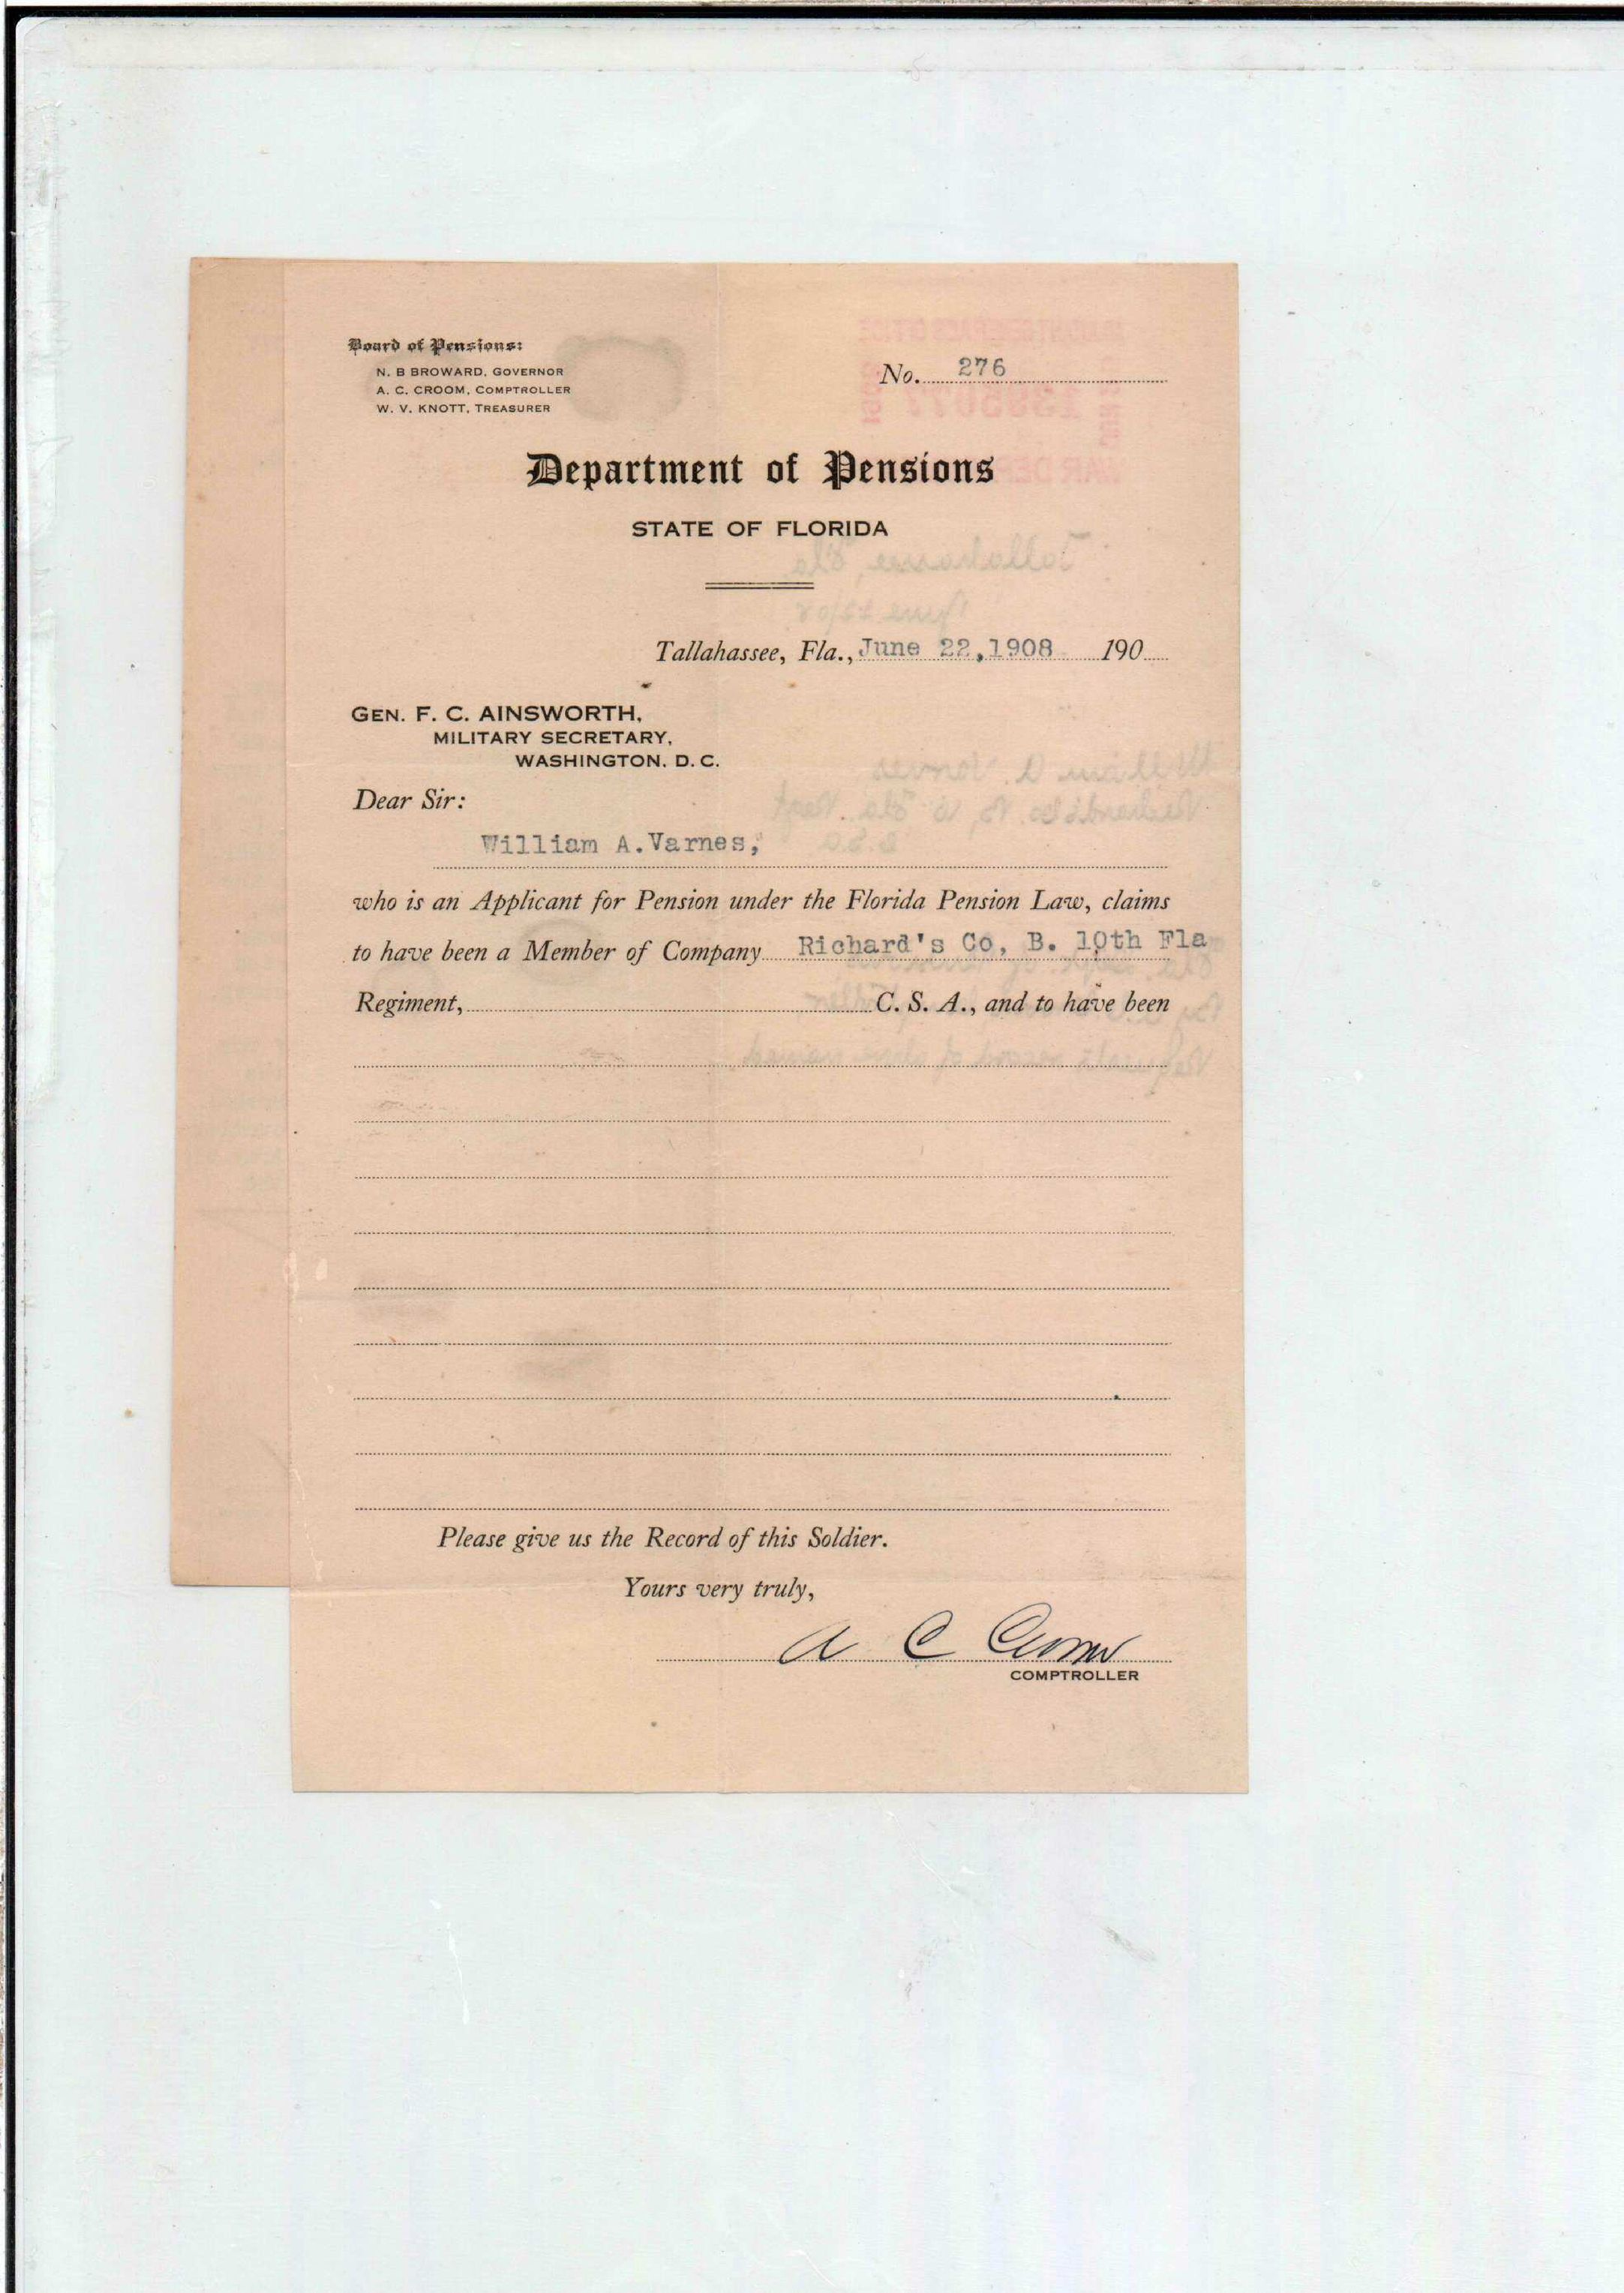 Board of Pensions:
N. B BROWARD, GOVERNOR
A. C. CROOM, COMPTROLLER
W. V. KNOTT, TREASURER
No. 276
Department of Pensions
STATE OF FLORIDA
Tallahassee, Fla., June 22, 1908 190
GEN. F. C. AINSWORTH,
MILITARY SECRETARY,
WASHINGTON. D. C.
Dear Sir:
William A. Varnes,
who is an Applicant for Pension under the Florida Pension Law, claims
to have been a Member of Company Richard's Co, B. 10th Fla
Regiment, C. S. A., and to have been
Please give us the Record of this Soldier.
Yours very truly,
A C Croom
COMPTROLLER